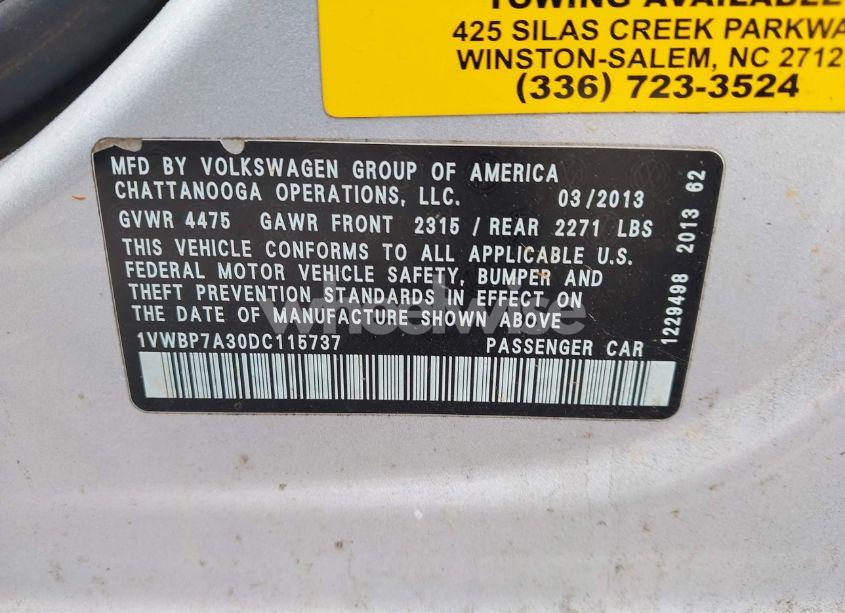 TOWING AVAILABLE
425 SILAS CREEK PARKWA
WINSTON-SALEM, NC 2712
(336) 723-3524
MFD BY VOLKSWAGEN GROUP OF AMERICA
CHATTANOOGA OPERATIONS, LLC. 03/2013
GVWR 4475 GAWR FRONT 2315 / REAR 2271 LBS
THIS VEHICLE CONFORMS TO ALL APPLICABLE U.S.
FEDERAL MOTOR VEHICLE SAFETY, BUMPER AND
THEFT PREVENTION STANDARDS IN EFFECT ON
THE DATE OF MANUFACTURE SHOWN ABOVE.
1VWBP7A30DC115737 PASSENGER CAR
1229498 2013 62
wheelwise